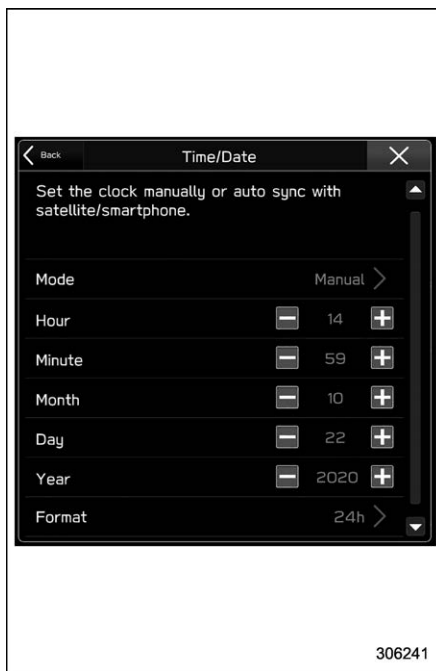 Back
Time/Date
Set the clock manually or auto sync with
satellite/smartphone.
Mode Manual
Hour 14
Minute 59
Month 10
Day 22
Year 2020
Format 24h
306241